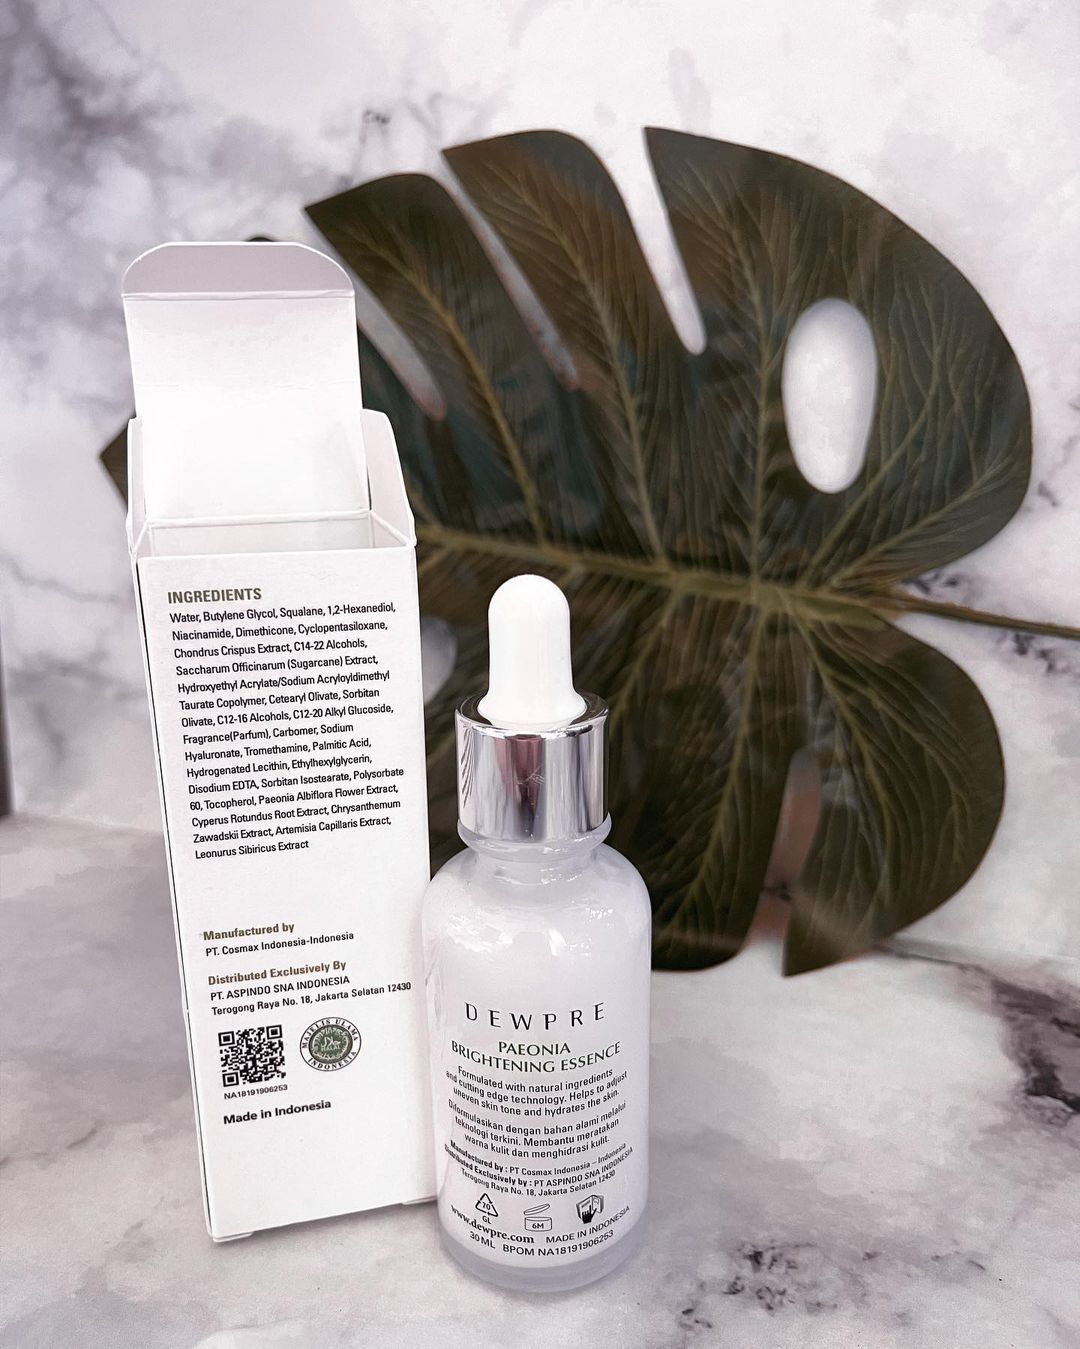 INGREDIENTS
Water, Butylene Glycol, Squalane, 1,2-Hexanediol,
Niacinamide, Dimethicone, Cyclopentasiloxane,
Chondrus Crispus Extract, C14-22 Alcohols,
Saccharum Officinarum (Sugarcane) Extract,
Hydroxyethyl Acrylate/Sodium Acryloyldimethyl
Taurate Copolymer, Cetearyl Olivate, Sorbitan
Olivate, C12-16 Alcohols, C12-20 Alkyl Glucoside,
Fragrance(Parfum), Carbomer, Sodium
Hyaluronate, Tromethamine, Palmitic Acid,
Hydrogenated Lecithin, Ethylhexylglycerin,
Disodium EDTA, Sorbitan Isostearate, Polysorbate
60, Tocopherol, Paeonia Albiflora Flower Extract,
Cyperus Rotundus Root Extract, Chrysanthemum
Zawadskii Extract, Artemisia Capillaris Extract,
Leonurus Sibiricus Extract
Manufactured by
PT. Cosmax Indonesia-Indonesia
Distributed Exclusively By
PT. ASPINDO SNA INDONESIA
Terogong Raya No. 18, Jakarta Selatan 12430
MAJELIS ULAMA
HALAL
INDONESIA
NA18191906253
Made in Indonesia
DEWPRE
PAEONIA
BRIGHTENING ESSENCE
Formulated with natural ingredients
and cutting edge technology. Helps to adjust
uneven skin tone and hydrates the skin.
Diformulasikan dengan bahan alami melalui
teknologi terkini. Membantu meratakan
warna kulit dan menghidrasi kulit.
Manufactured by : PT Cosmax Indonesia - Indonesia
Distributed Exclusively by : PT ASPINDO SNA INDONESIA
Terogong Raya No. 18, Jakarta Selatan 12430
70
GL
6M
www.dewpre.com MADE IN INDONESIA
30ML BPOM NA18191906253